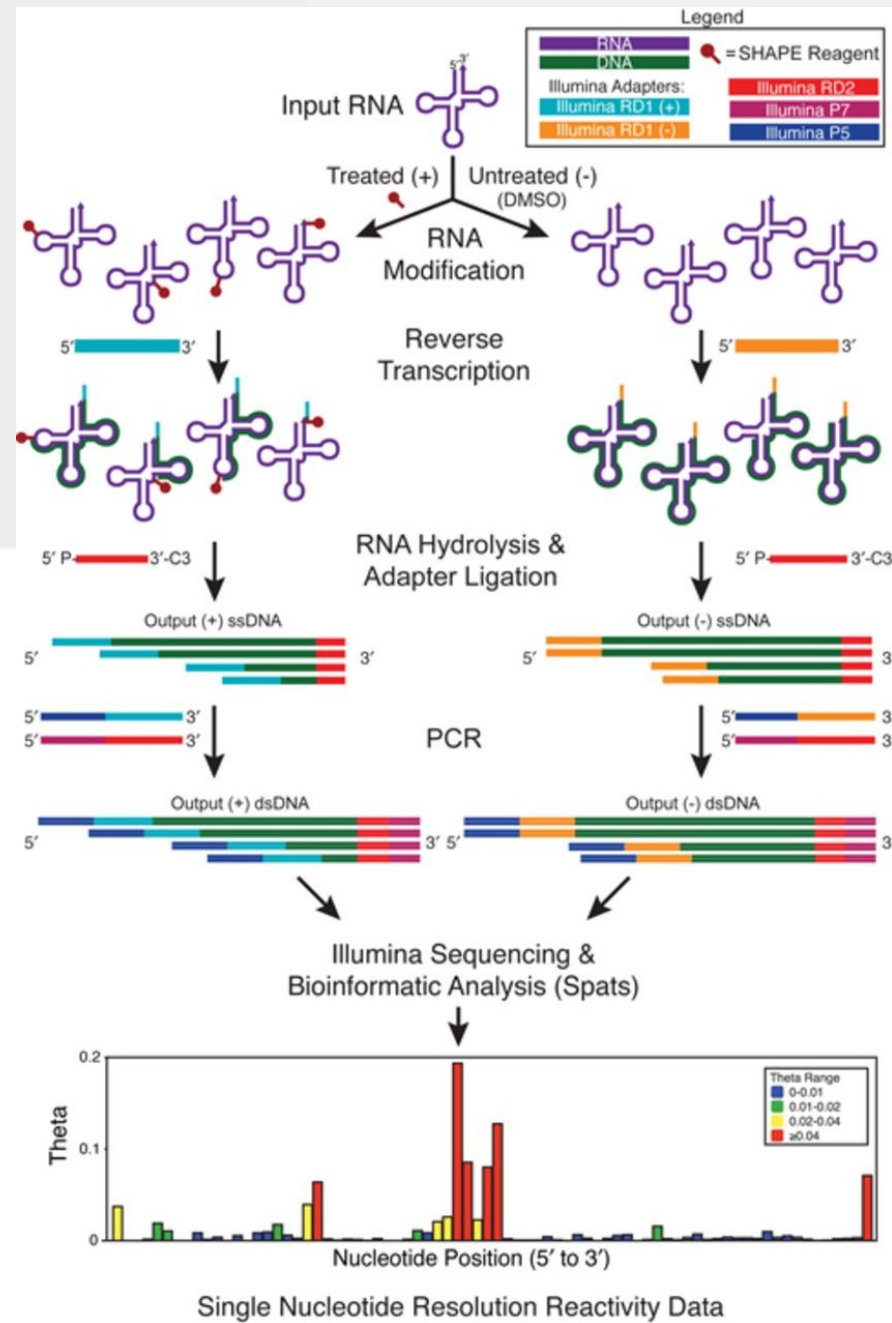 Legend
RNA
DNA
= SHAPE Reagent
Illumina Adapters:
Illumina RD1 (+)
Illumina RD1 (-)
Illumina RD2
Illumina P7
Illumina P5
5′ 3′
Input RNA
Treated (+) Untreated (-)
(DMSO)
RNA
Modification
5′ 3′
Reverse
Transcription
5′ 3′
5′ P 3′-C3
RNA Hydrolysis &
Adapter Ligation
5′ P 3′-C3
Output (+) ssDNA
5′ 3′
Output (-) ssDNA
5′ 3
5′ 3′
5′ 3′
PCR
5′ 3
5′ 3
Output (+) dsDNA
5′ 3′
Output (-) dsDNA
5′ 3
Illumina Sequencing &
Bioinformatic Analysis (Spats)
0.2
0.1
0
Theta
Theta Range
0-0.01
0.01-0.02
0.02-0.04
≥0.04
Nucleotide Position (5′ to 3′)
Single Nucleotide Resolution Reactivity Data